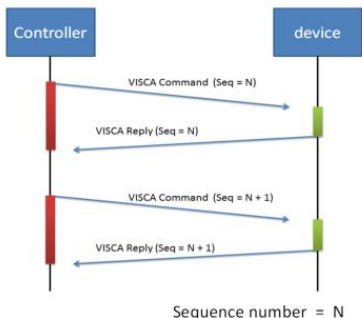 Controller
device
VISCA Command (Seq = N)
VISCA Reply (Seq = N)
VISCA Command (Seq = N + 1)
VISCA Reply (Seq = N + 1)
Sequence number = N